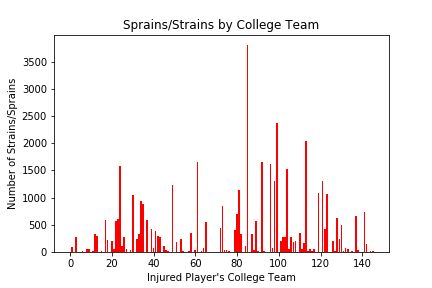 Sprains/Strains by College Team
Number of Strains/Sprains
3500
3000
2500
2000
1500
1000
500
0
0 20 40 60 80 100 120 140
Injured Player's College Team